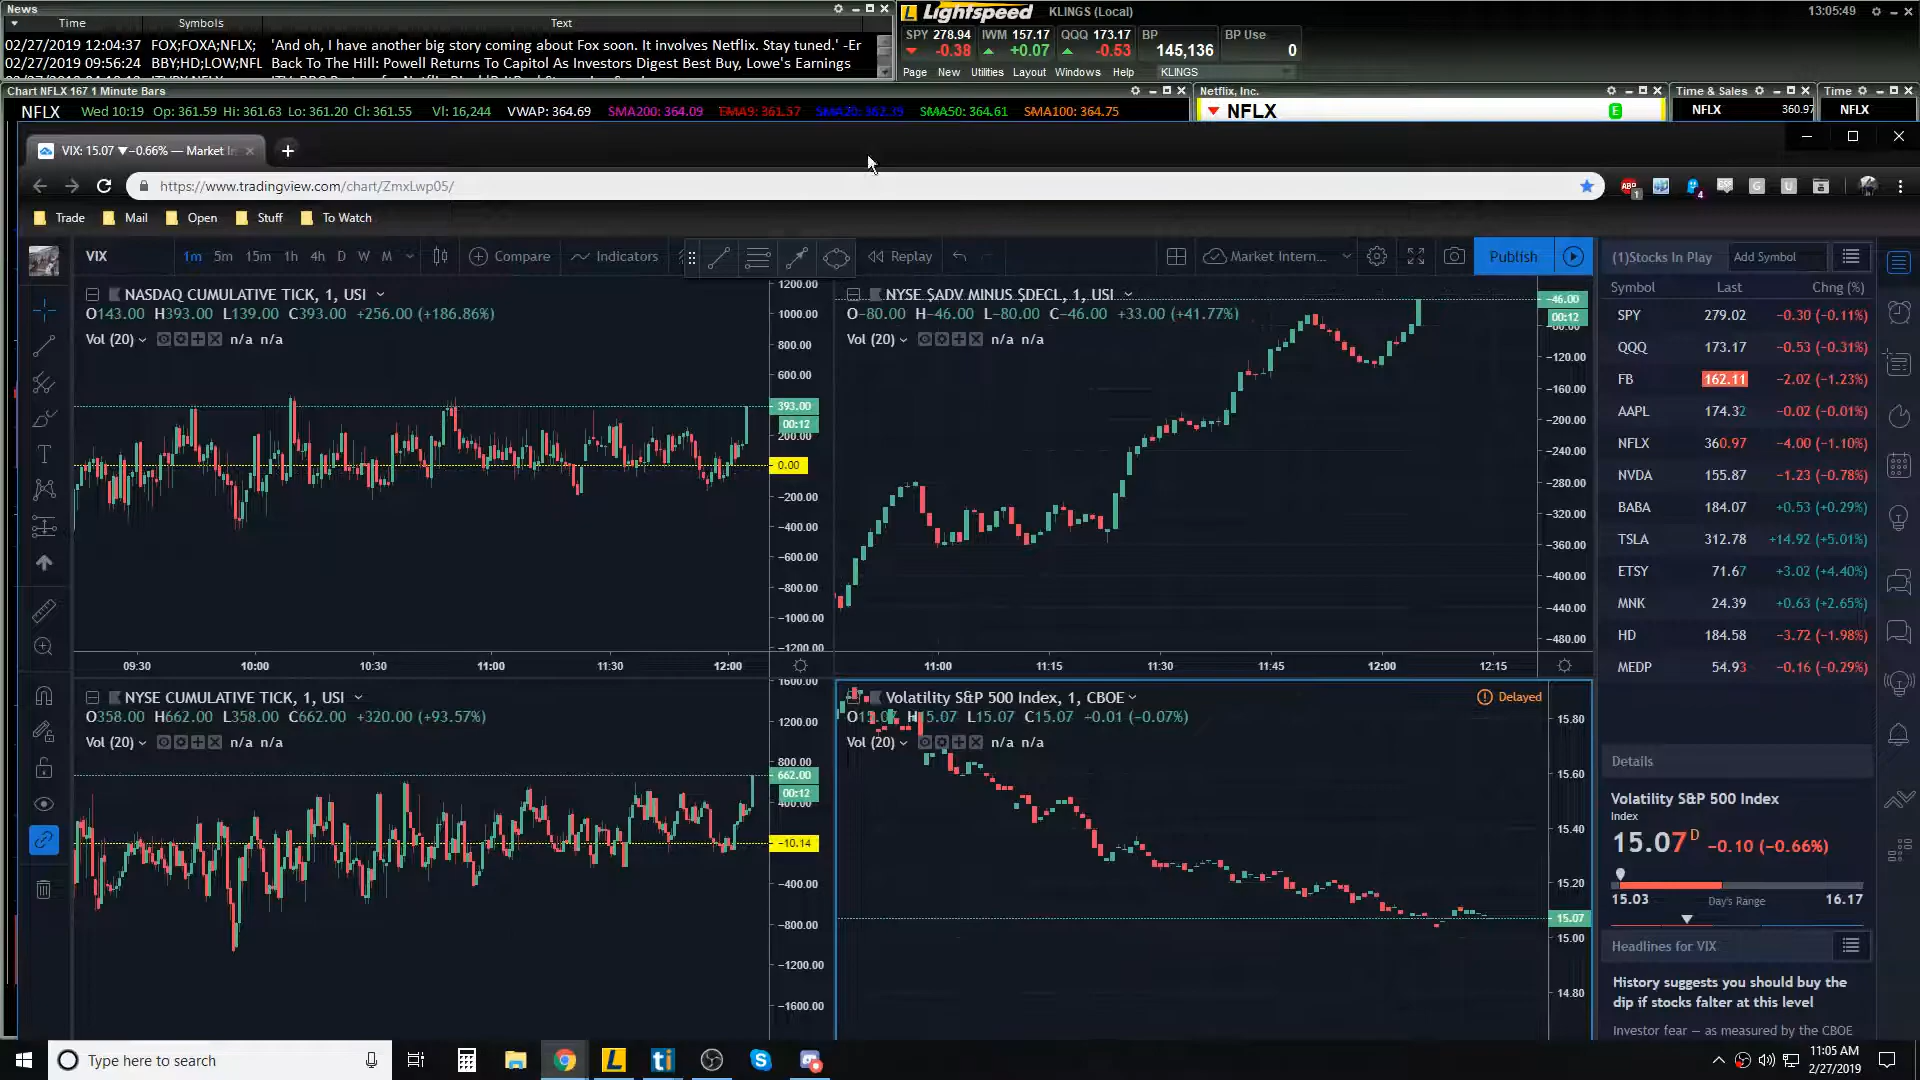 News
Time Symbols Text
02/27/2019 12:04:37 FOX;FOXA;NFLX; 'And oh, I have another big story coming about Fox soon. It involves Netflix. Stay tuned.' -Er
02/27/2019 09:56:24 BBY;HD;LOW;NFL Back To The Hill: Powell Returns To Capitol As Investors Digest Best Buy, Lowe's Earnings
Lightspeed KLINGS (Local) 13:05:49
SPY 278.94 IWM 157.17 QQQ 173.17 BP BP Use
-0.38 +0.07 -0.53 145,136 0
Page New Utilities Layout Windows Help KLINGS
Chart NFLX 167 1 Minute Bars
NFLX Wed 10:19 Op: 361.59 Hi: 361.63 Lo: 361.20 Cl: 361.55 Vl: 16,244 VWAP: 364.69 SMA200: 364.09 EMA9: 361.57 SMA20: 362.39 SMA50: 364.61 SMA100: 364.75
Netflix, Inc.
NFLX E
Time & Sales
NFLX 360.97
Time
NFLX
VIX: 15.07 ▼−0.66% — Market I
https://www.tradingview.com/chart/ZmxLwp05/
ABP 1 4
Trade Mail Open Stuff To Watch
VIX 1m 5m 15m 1h 4h D W M Compare Indicators Replay Market Intern... Publish
NASDAQ CUMULATIVE TICK, 1, USI
O143.00 H393.00 L139.00 C393.00 +256.00 (+186.86%)
Vol (20) n/a n/a
1200.00
1000.00
800.00
600.00
393.00
00:12
200.00
0.00
−200.00
−400.00
−600.00
−800.00
−1000.00
−1200.00
09:30 10:00 10:30 11:00 11:30 12:00
NYSE $ADV MINUS $DECL, 1, USI
O−80.00 H−46.00 L−80.00 C−46.00 +33.00 (+41.77%)
Vol (20) n/a n/a
−46.00
00:12
−120.00
−160.00
−200.00
−240.00
−280.00
−320.00
−360.00
−400.00
−440.00
−480.00
11:00 11:15 11:30 11:45 12:00 12:15
NYSE CUMULATIVE TICK, 1, USI
O358.00 H662.00 L358.00 C662.00 +320.00 (+93.57%)
Vol (20) n/a n/a
1600.00
1200.00
800.00
662.00
00:12
400.00
−10.14
−400.00
−800.00
−1200.00
−1600.00
Volatility S&P 500 Index, 1, CBOE Delayed
O15.07 H15.07 L15.07 C15.07 +0.01 (−0.07%)
Vol (20) n/a n/a
15.80
15.60
15.40
15.20
15.07
15.00
14.80
(1)Stocks In Play Add Symbol
Symbol Last Chng (%)
SPY 279.02 −0.30 (−0.11%)
QQQ 173.17 −0.53 (−0.31%)
FB 162.11 −2.02 (−1.23%)
AAPL 174.32 −0.02 (−0.01%)
NFLX 360.97 −4.00 (−1.10%)
NVDA 155.87 −1.23 (−0.78%)
BABA 184.07 +0.53 (+0.29%)
TSLA 312.78 +14.92 (+5.01%)
ETSY 71.67 +3.02 (+4.40%)
MNK 24.39 +0.63 (+2.65%)
HD 184.58 −3.72 (−1.98%)
MEDP 54.93 −0.16 (−0.29%)
Details
Volatility S&P 500 Index
Index
15.07 D −0.10 (−0.66%)
15.03 Day's Range 16.17
Headlines for VIX
History suggests you should buy the
dip if stocks falter at this level
Investor fear — as measured by the CBOE
Type here to search
11:05 AM
2/27/2019